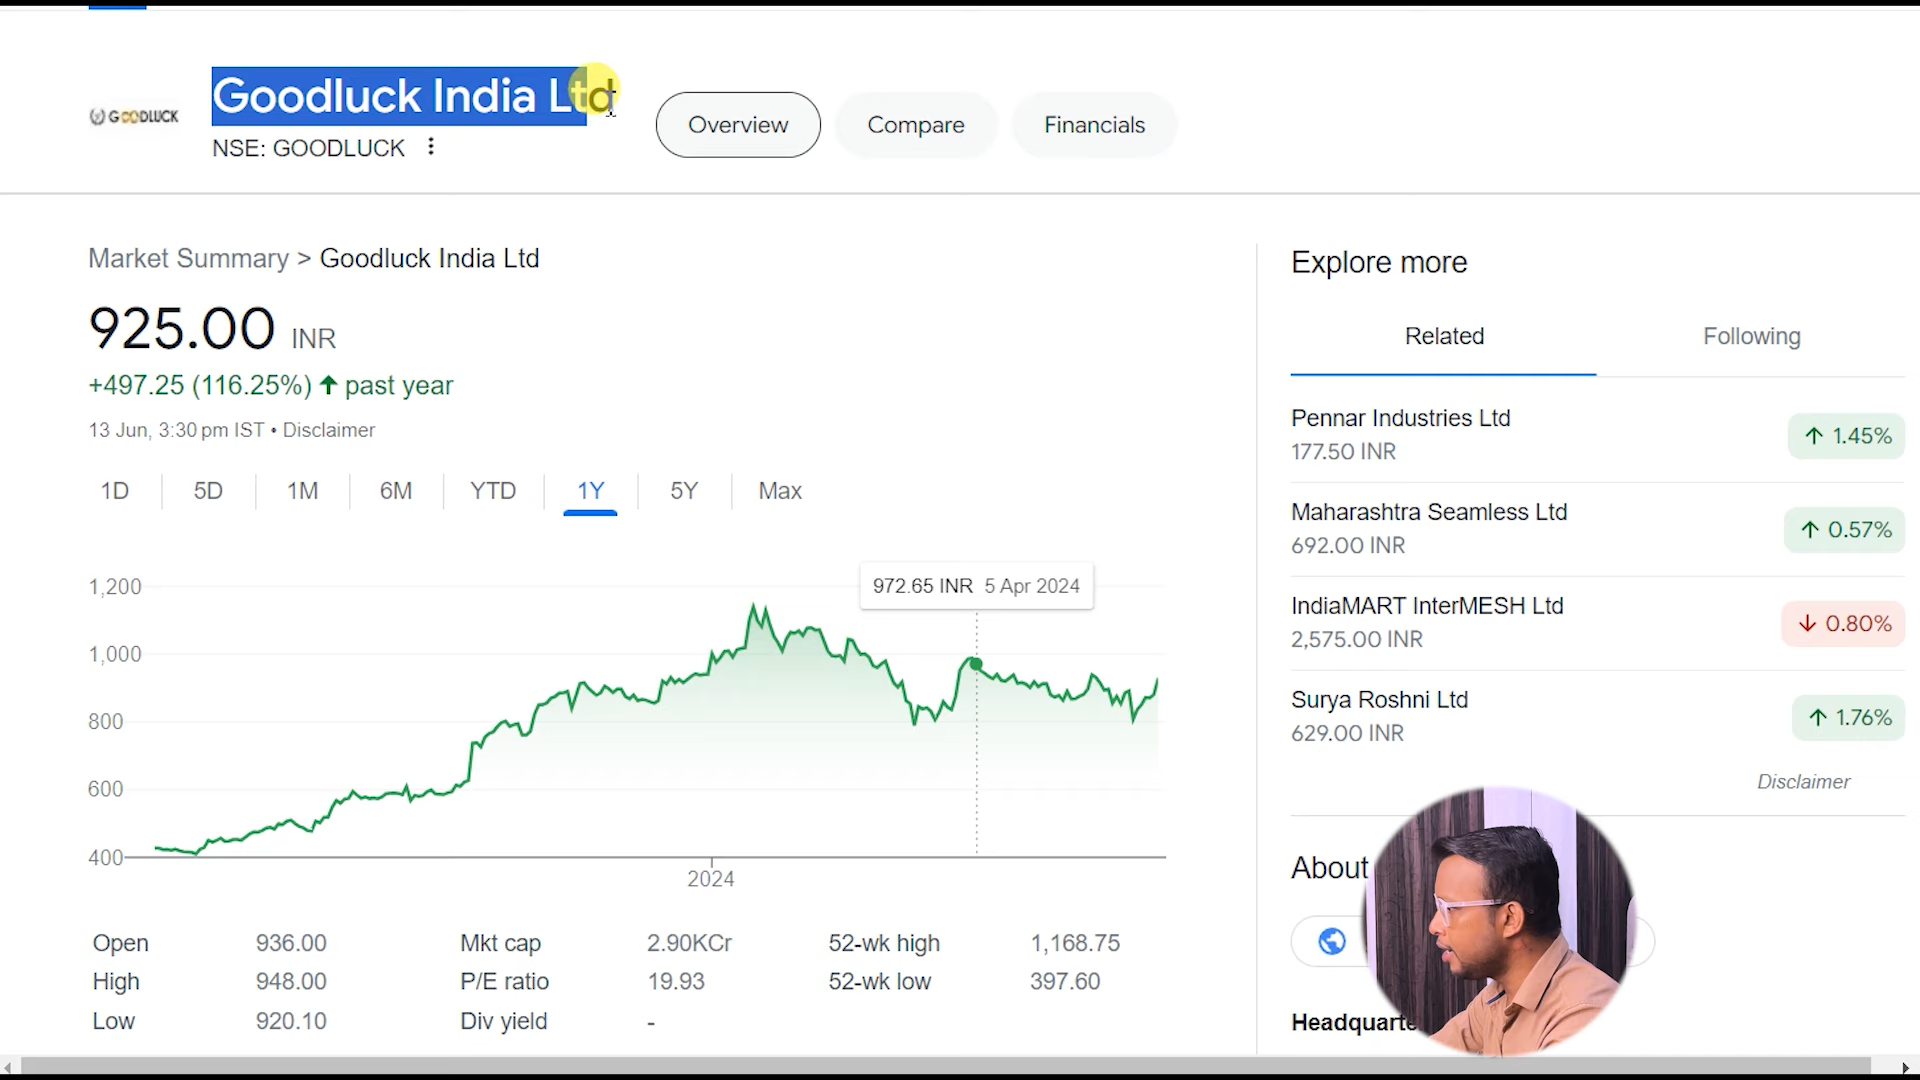 GOODLUCK
Goodluck India Ltd
NSE: GOODLUCK
Overview
Compare
Financials
Market Summary > Goodluck India Ltd
925.00 INR
+497.25 (116.25%) ↑ past year
13 Jun, 3:30 pm IST • Disclaimer
1D 5D 1M 6M YTD 1Y 5Y Max
972.65 INR 5 Apr 2024
1,200
1,000
800
600
400
2024
Open 936.00 Mkt cap 2.90KCr 52-wk high 1,168.75
High 948.00 P/E ratio 19.93 52-wk low 397.60
Low 920.10 Div yield -
Explore more
Related Following
Pennar Industries Ltd
177.50 INR
↑ 1.45%
Maharashtra Seamless Ltd
692.00 INR
↑ 0.57%
IndiaMART InterMESH Ltd
2,575.00 INR
↓ 0.80%
Surya Roshni Ltd
629.00 INR
↑ 1.76%
Disclaimer
About